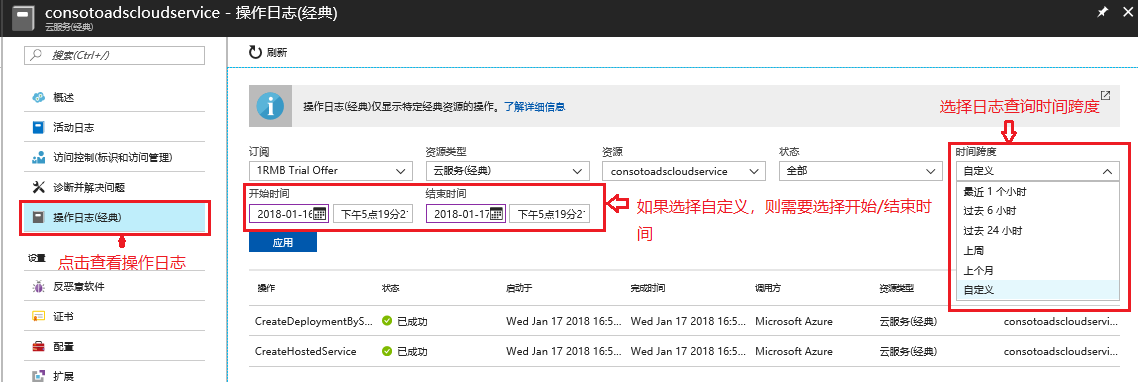 consotoadscloudservice - 操作日志(经典)
云服务(经典)
搜索(Ctrl+/)
概述
活动日志
访问控制(标识和访问管理)
诊断并解决问题
操作日志(经典)
点击查看操作日志
设置
反恶意软件
证书
配置
扩展
刷新
操作日志(经典)仅显示特定经典资源的操作。了解详细信息
选择日志查询时间跨度
订阅 资源类型 资源 状态 时间跨度
1RMB Trial Offer 云服务(经典) consotoadscloudservice 全部 自定义
开始时间 结束时间
2018-01-16 下午5点19分2 2018-01-17 下午5点19分2
如果选择自定义，则需要选择开始/结束时
间
应用
最近 1 个小时
过去 6 小时
过去 24 小时
上周
上个月
自定义
操作 状态 启动于 完成时间 调用方 资源类型
CreateDeploymentByS... 已成功 Wed Jan 17 2018 16:5... Wed Jan 17 2018 16:5... Microsoft Azure 云服务(经典) consotoadscloudservi...
CreateHostedService 已成功 Wed Jan 17 2018 16:5... Wed Jan 17 2018 16:5... Microsoft Azure 云服务(经典) consotoadscloudservi...